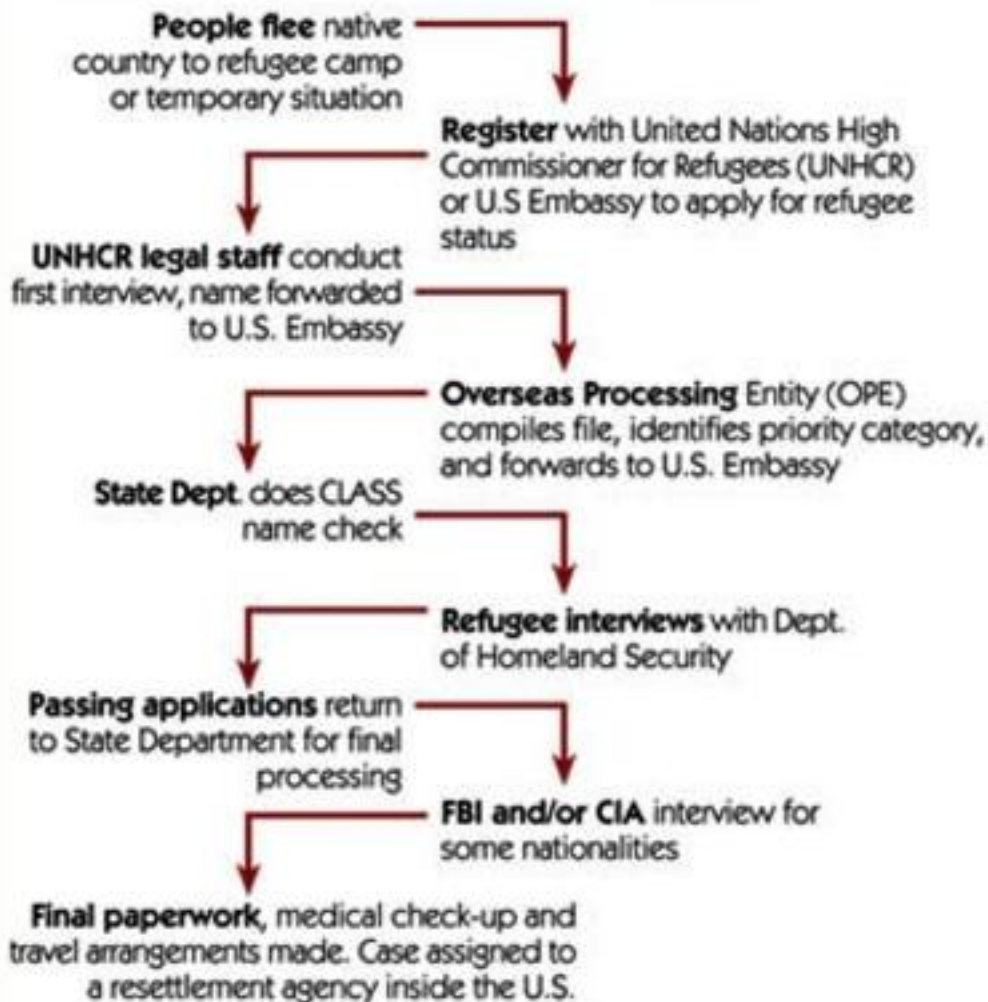 People flee native
country to refugee camp
or temporary situation
Register with United Nations High
Commissioner for Refugees (UNHCR)
or U.S Embassy to apply for refugee
status
UNHCR legal staff conduct
first interview, name forwarded
to U.S. Embassy
Overseas Processing Entity (OPE)
compiles file, identifies priority category,
and forwards to U.S. Embassy
State Dept. does CLASS
name check
Refugee interviews with Dept.
of Homeland Security
Passing applications return
to State Department for final
processing
FBI and/or CIA interview for
some nationalities
Final paperwork, medical check-up and
travel arrangements made. Case assigned to
a resettlement agency inside the U.S.